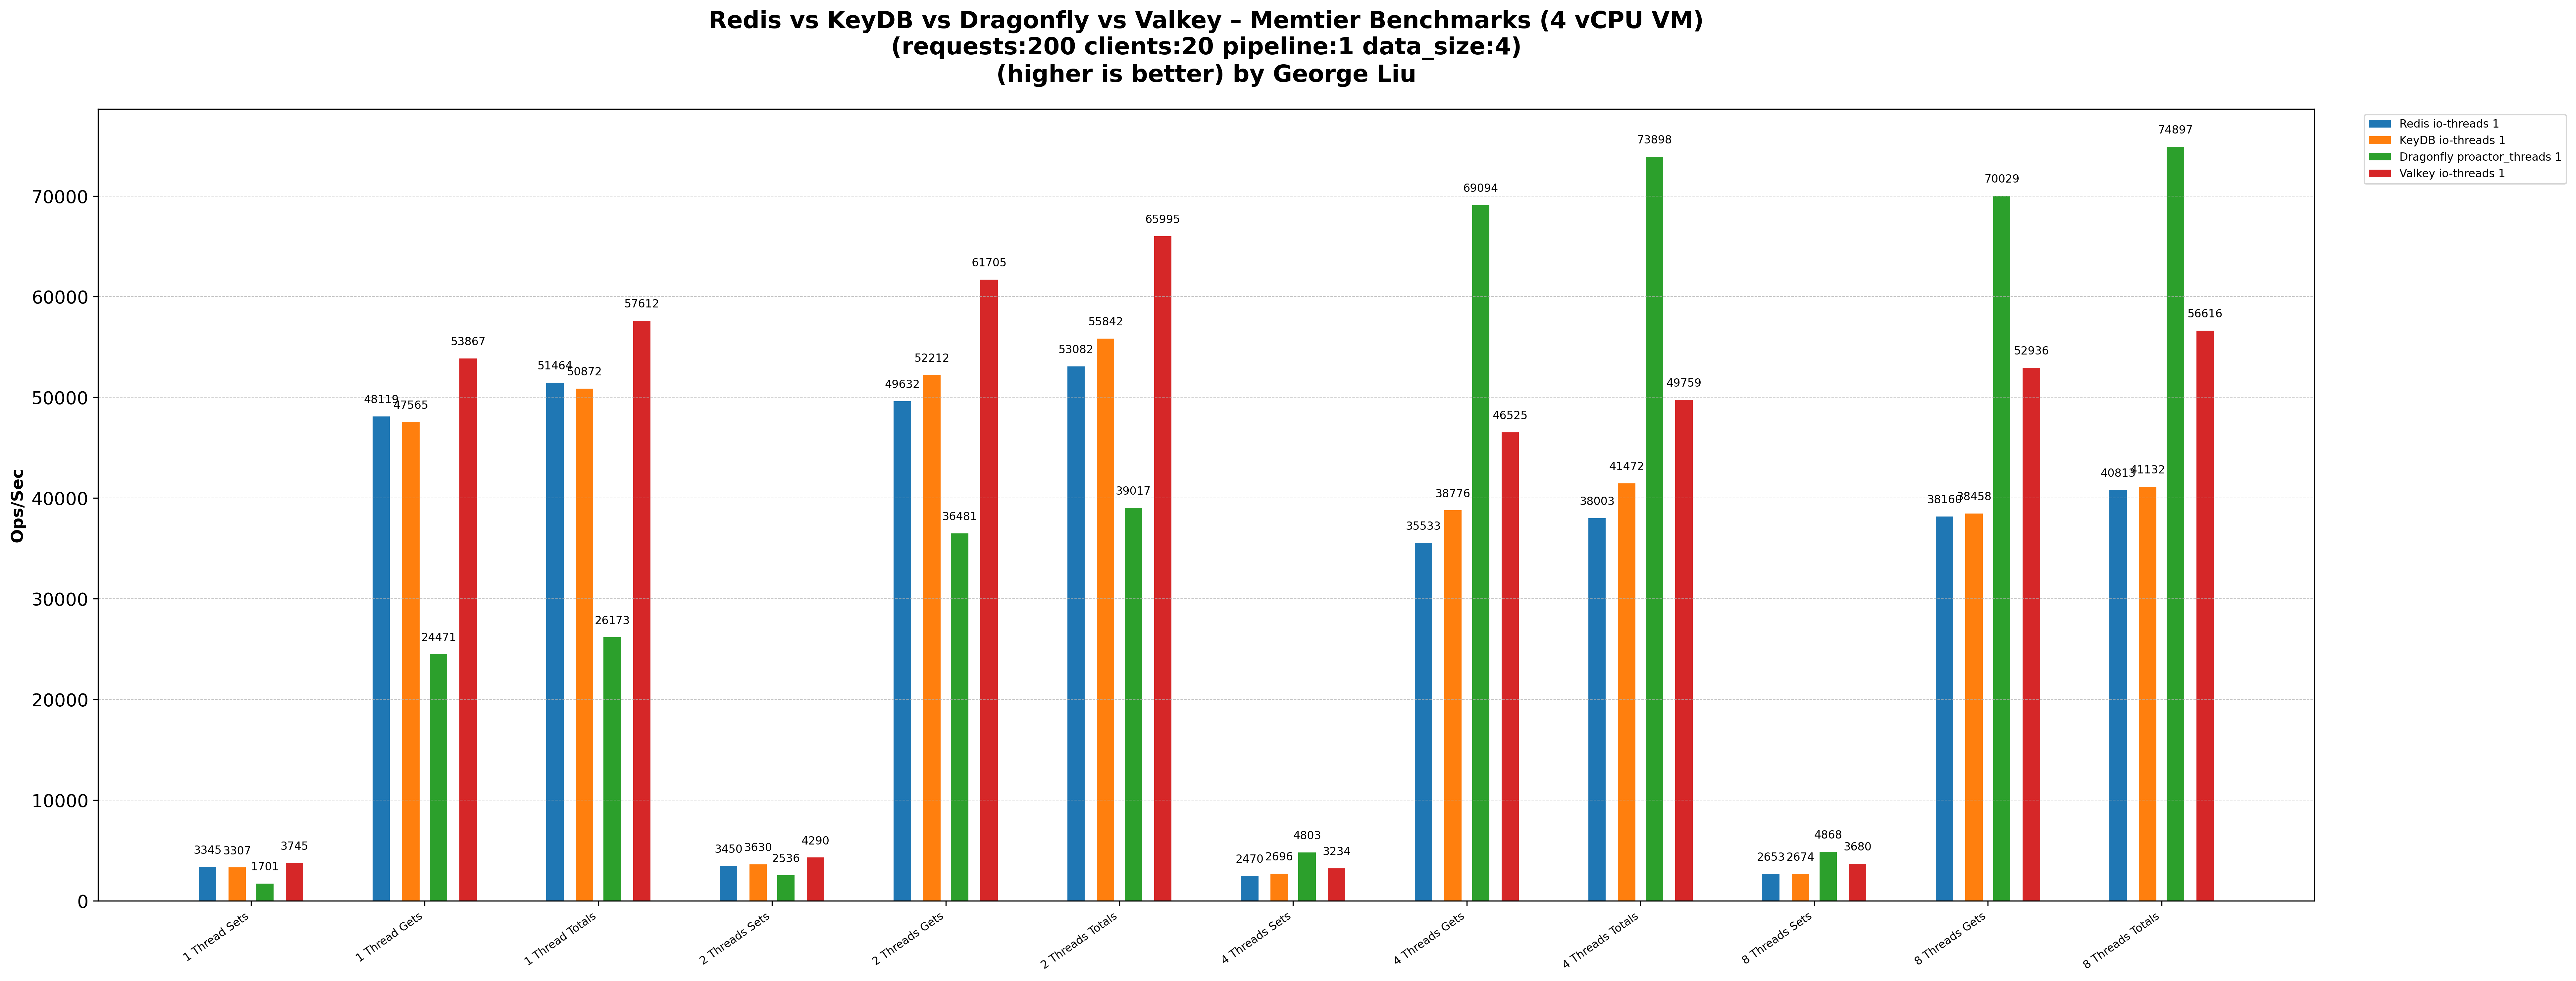 Redis vs KeyDB vs Dragonfly vs Valkey – Memtier Benchmarks (4 vCPU VM)
(requests:200 clients:20 pipeline:1 data_size:4)
(higher is better) by George Liu
Redis io-threads 1
KeyDB io-threads 1
Dragonfly proactor_threads 1
Valkey io-threads 1
Ops/Sec
70000
60000
50000
40000
30000
20000
10000
0
3345 3307 1701 3745
48119 47565 24471 53867
51464 50872 26173 57612
3450 3630 2536 4290
49632 52212 36481 61705
53082 55842 39017 65995
2470 2696 4803 3234
35533 38776 69094 46525
38003 41472 73898 49759
2653 2674 4868 3680
38160 38458 70029 52936
40813 41132 74897 56616
1 Thread Sets
1 Thread Gets
1 Thread Totals
2 Threads Sets
2 Threads Gets
2 Threads Totals
4 Threads Sets
4 Threads Gets
4 Threads Totals
8 Threads Sets
8 Threads Gets
8 Threads Totals